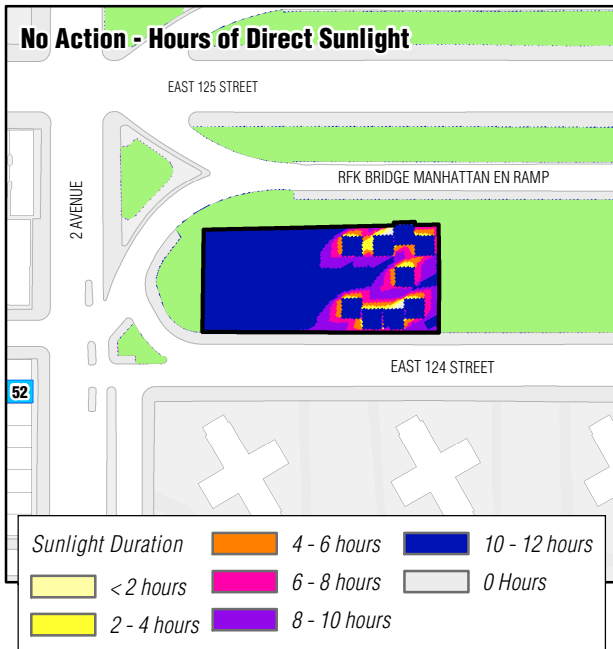 No Action - Hours of Direct Sunlight
EAST 125 STREET
RFK BRIDGE MANHATTAN EN RAMP
2 AVENUE
EAST 124 STREET
52
Sunlight Duration
< 2 hours
2 - 4 hours
4 - 6 hours
6 - 8 hours
8 - 10 hours
10 - 12 hours
0 Hours